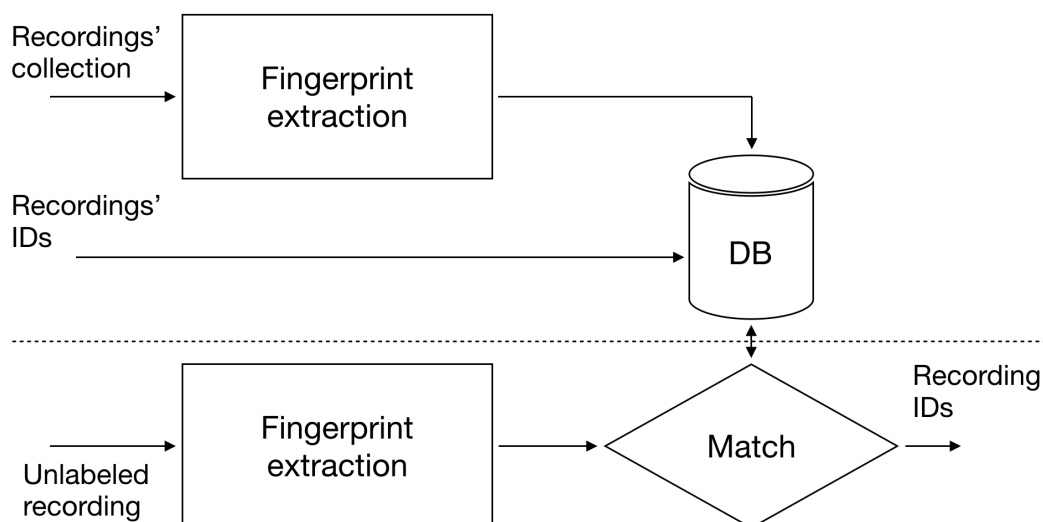 Recordings’
collection
Fingerprint
extraction
Recordings’
IDs
DB
Unlabeled
recording
Fingerprint
extraction
Match
Recording
IDs